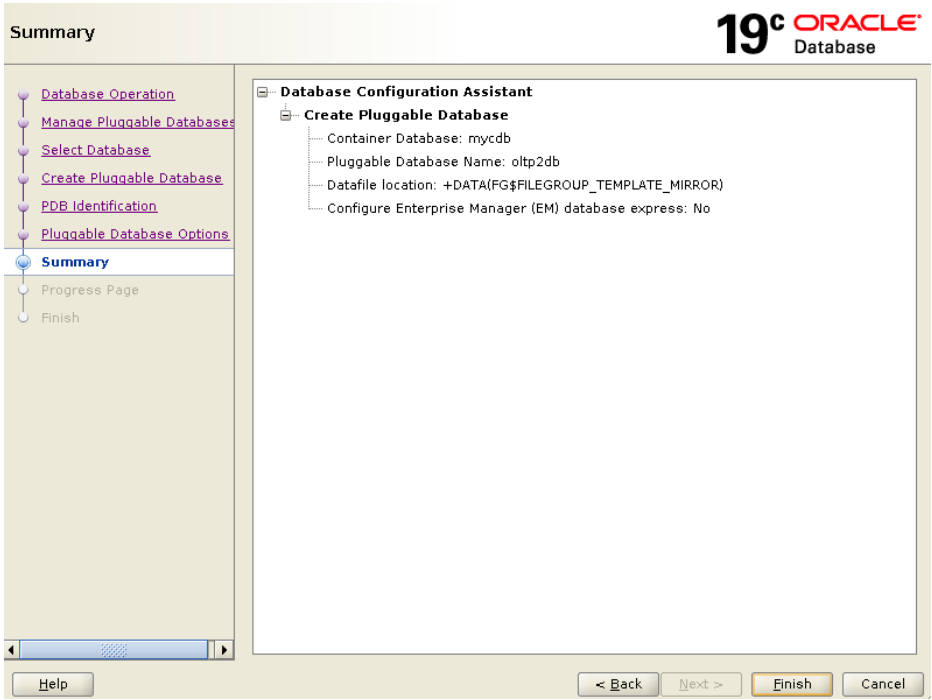 Summary
19c ORACLE
Database
Database Operation
Manage Pluggable Databases
Select Database
Create Pluggable Database
PDB Identification
Pluggable Database Options
Summary
Progress Page
Finish
Database Configuration Assistant
Create Pluggable Database
Container Database: mycdb
Pluggable Database Name: oltp2db
Datafile location: +DATA(FG$FILEGROUP_TEMPLATE_MIRROR)
Configure Enterprise Manager (EM) database express: No
Help
< Back
Next >
Finish
Cancel